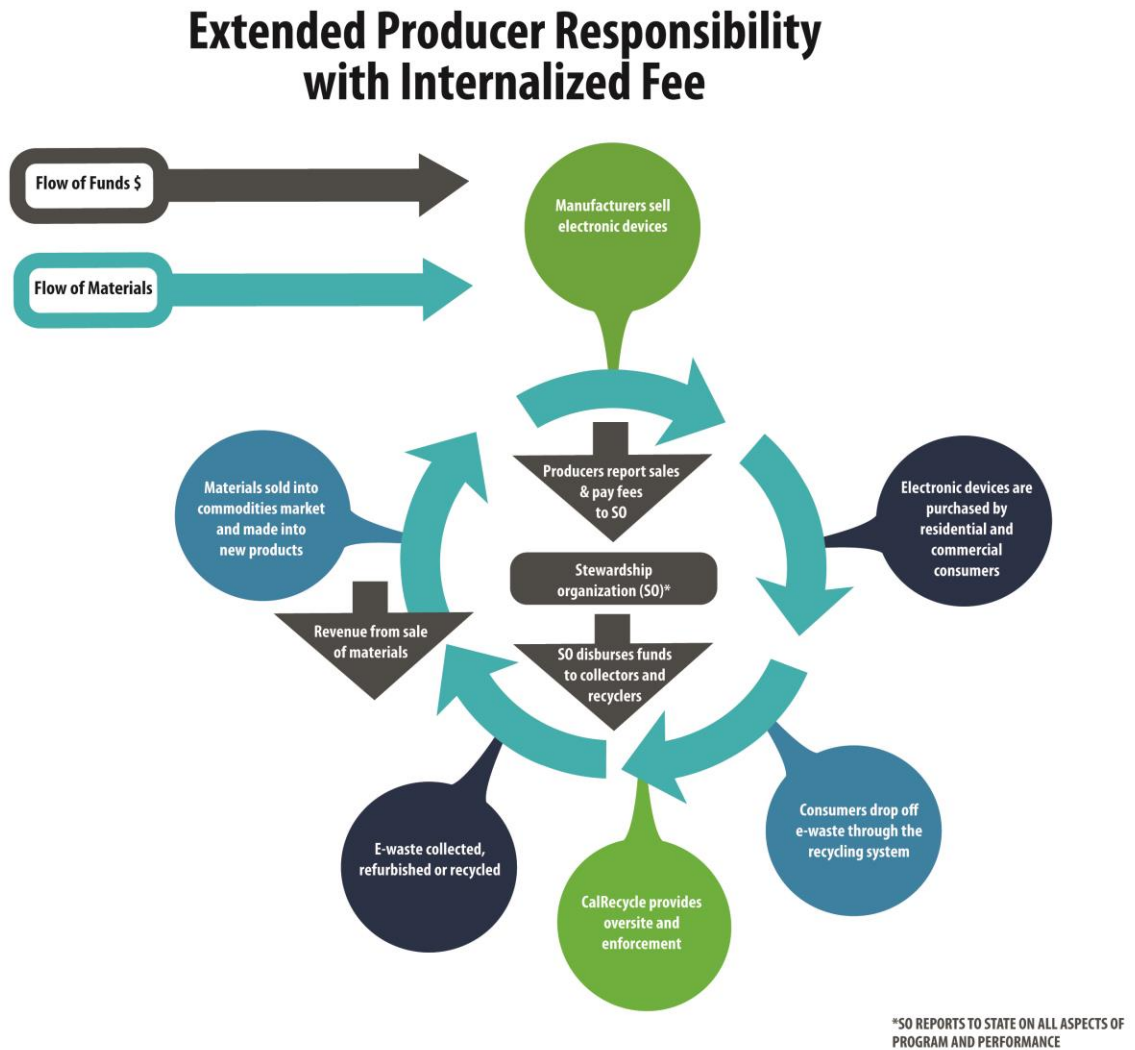 Extended Producer Responsibility
with Internalized Fee
Flow of Funds $
Flow of Materials
Manufacturers sell
electronic devices
Producers report sales
& pay fees
to SO
Materials sold into
commodities market
and made into
new products
Electronic devices are
purchased by
residential and
commercial
consumers
Stewardship
organization (SO)*
Revenue from sale
of materials
SO disburses funds
to collectors and
recyclers
Consumers drop off
e-waste through the
recycling system
E-waste collected,
refurbished or recycled
CalRecycle provides
oversite and
enforcement
*SO REPORTS TO STATE ON ALL ASPECTS OF
PROGRAM AND PERFORMANCE